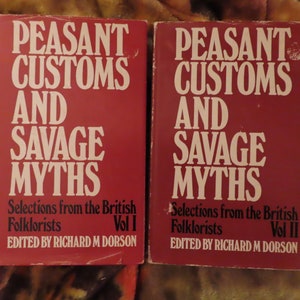 PEASANT
CUSTOMS
AND
SAVAGE
MYTHS
Selections from the British
Folklorists Vol I
EDITED BY RICHARD M DORSON
PEASANT
CUSTOMS
AND
SAVAGE
MYTHS
Selections from the British
Folklorists Vol II
EDITED BY RICHARD M DORSON